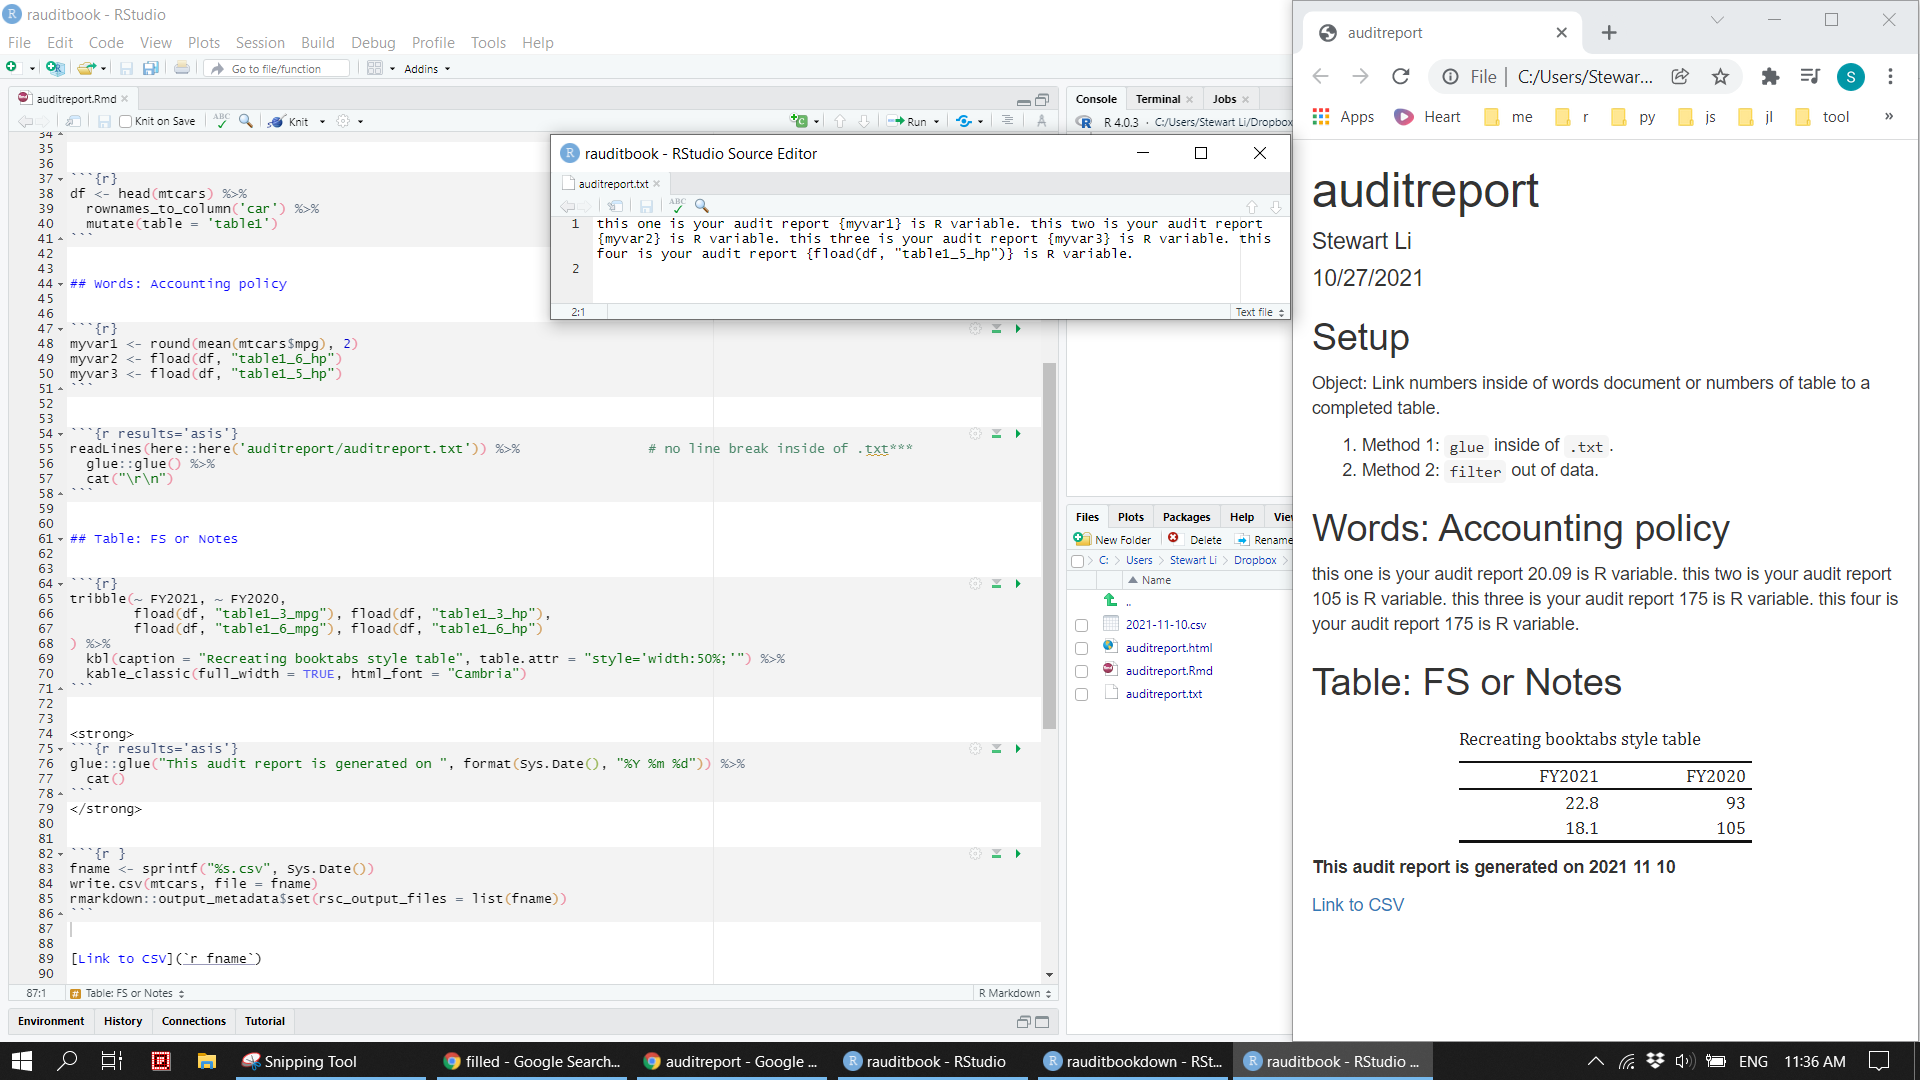 rauditbook - RStudio
File Edit Code View Plots Session Build Debug Profile Tools Help
Go to file/function
Addins
auditreport.Rmd
Knit on Save
ABC
Knit
Run
34
35
36
37 ```{r}
38 df <- head(mtcars) %>%
39 rownames_to_column('car') %>%
40 mutate(table = 'table1')
41 ```
42
43
44 ## Words: Accounting policy
45
46
47 ```{r}
48 myvar1 <- round(mean(mtcars$mpg), 2)
49 myvar2 <- fload(df, "table1_6_hp")
50 myvar3 <- fload(df, "table1_5_hp")
51 ```
52
53
54 ```{r results='asis'}
55 readLines(here::here('auditreport/auditreport.txt')) %>% # no line break inside of .txt***
56 glue::glue() %>%
57 cat("\r\n")
58 ```
59
60
61 ## Table: FS or Notes
62
63
64 ```{r}
65 tribble(~ FY2021, ~ FY2020,
66 fload(df, "table1_3_mpg"), fload(df, "table1_3_hp"),
67 fload(df, "table1_6_mpg"), fload(df, "table1_6_hp")
68 ) %>%
69 kbl(caption = "Recreating booktabs style table", table.attr = "style='width:50%;'") %>%
70 kable_classic(full_width = TRUE, html_font = "Cambria")
71 ```
72
73
74 <strong>
75 ```{r results='asis'}
76 glue::glue("This audit report is generated on ", format(Sys.Date(), "%Y %m %d")) %>%
77 cat()
78 ```
79 </strong>
80
81
82 ```{r }
83 fname <- sprintf("%s.csv", Sys.Date())
84 write.csv(mtcars, file = fname)
85 rmarkdown::output_metadata$set(rsc_output_files = list(fname))
86 ```
87
88
89 [Link to CSV](`r fname`)
90
87:1
Table: FS or Notes
R Markdown
Environment History Connections Tutorial
Console Terminal Jobs
R 4.0.3 · C:/Users/Stewart Li/Dropbox
rauditbook - RStudio Source Editor
auditreport.txt
ABC
1 this one is your audit report {myvar1} is R variable. this two is your audit report
{myvar2} is R variable. this three is your audit report {myvar3} is R variable. this
four is your audit report {fload(df, "table1_5_hp")} is R variable.
2
2:1
Text file
Files Plots Packages Help View
New Folder Delete Rename
C: Users Stewart Li Dropbox
Name
..
2021-11-10.csv
auditreport.html
auditreport.Rmd
auditreport.txt
auditreport
File C:/Users/Stewar...
S
Apps Heart me r py js jl tool »
auditreport
Stewart Li
10/27/2021
Setup
Object: Link numbers inside of words document or numbers of table to a
completed table.
1. Method 1: glue inside of .txt .
2. Method 2: filter out of data.
Words: Accounting policy
this one is your audit report 20.09 is R variable. this two is your audit report
105 is R variable. this three is your audit report 175 is R variable. this four is
your audit report 175 is R variable.
Table: FS or Notes
Recreating booktabs style table
FY2021 FY2020
22.8 93
18.1 105
This audit report is generated on 2021 11 10
Link to CSV
Snipping Tool
filled - Google Search...
auditreport - Google ...
rauditbook - RStudio
rauditbookdown - RSt...
rauditbook - RStudio ...
ENG
11:36 AM